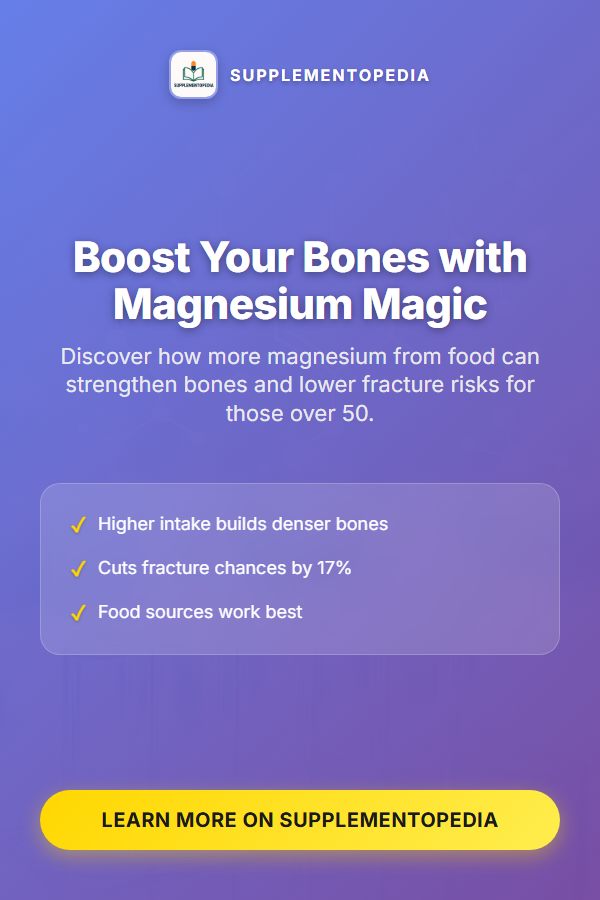 SUPPLEMENTOPEDIA
SUPPLEMENTOPEDIA
Boost Your Bones with
Magnesium Magic
Discover how more magnesium from food can
strengthen bones and lower fracture risks for
those over 50.
Higher intake builds denser bones
Cuts fracture chances by 17%
Food sources work best
LEARN MORE ON SUPPLEMENTOPEDIA